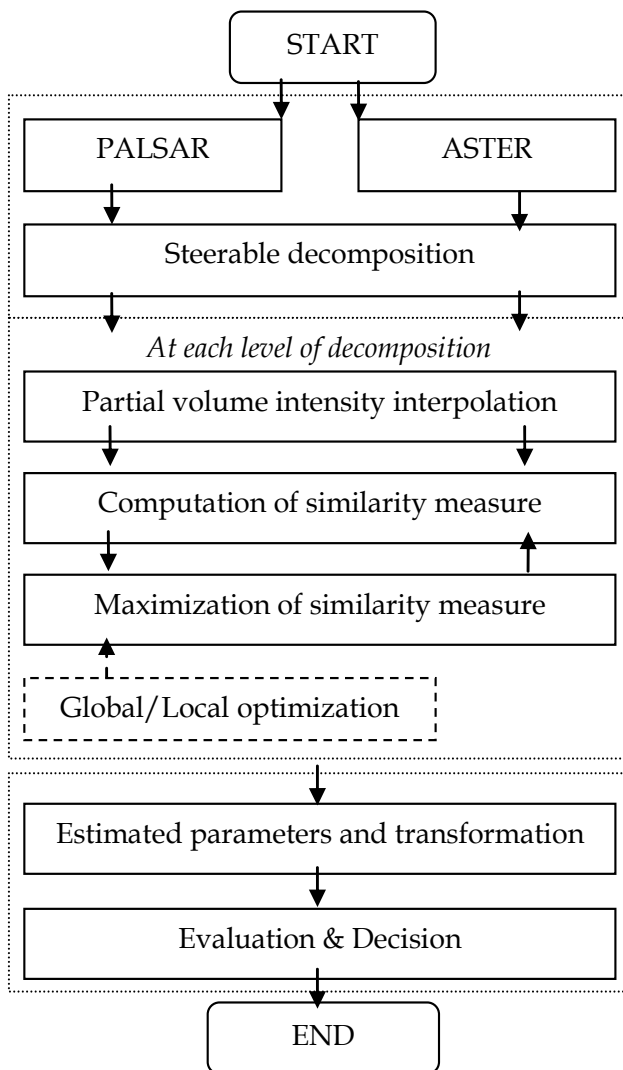 START
PALSAR
ASTER
Steerable decomposition
At each level of decomposition
Partial volume intensity interpolation
Computation of similarity measure
Maximization of similarity measure
Global/Local optimization
Estimated parameters and transformation
Evaluation & Decision
END